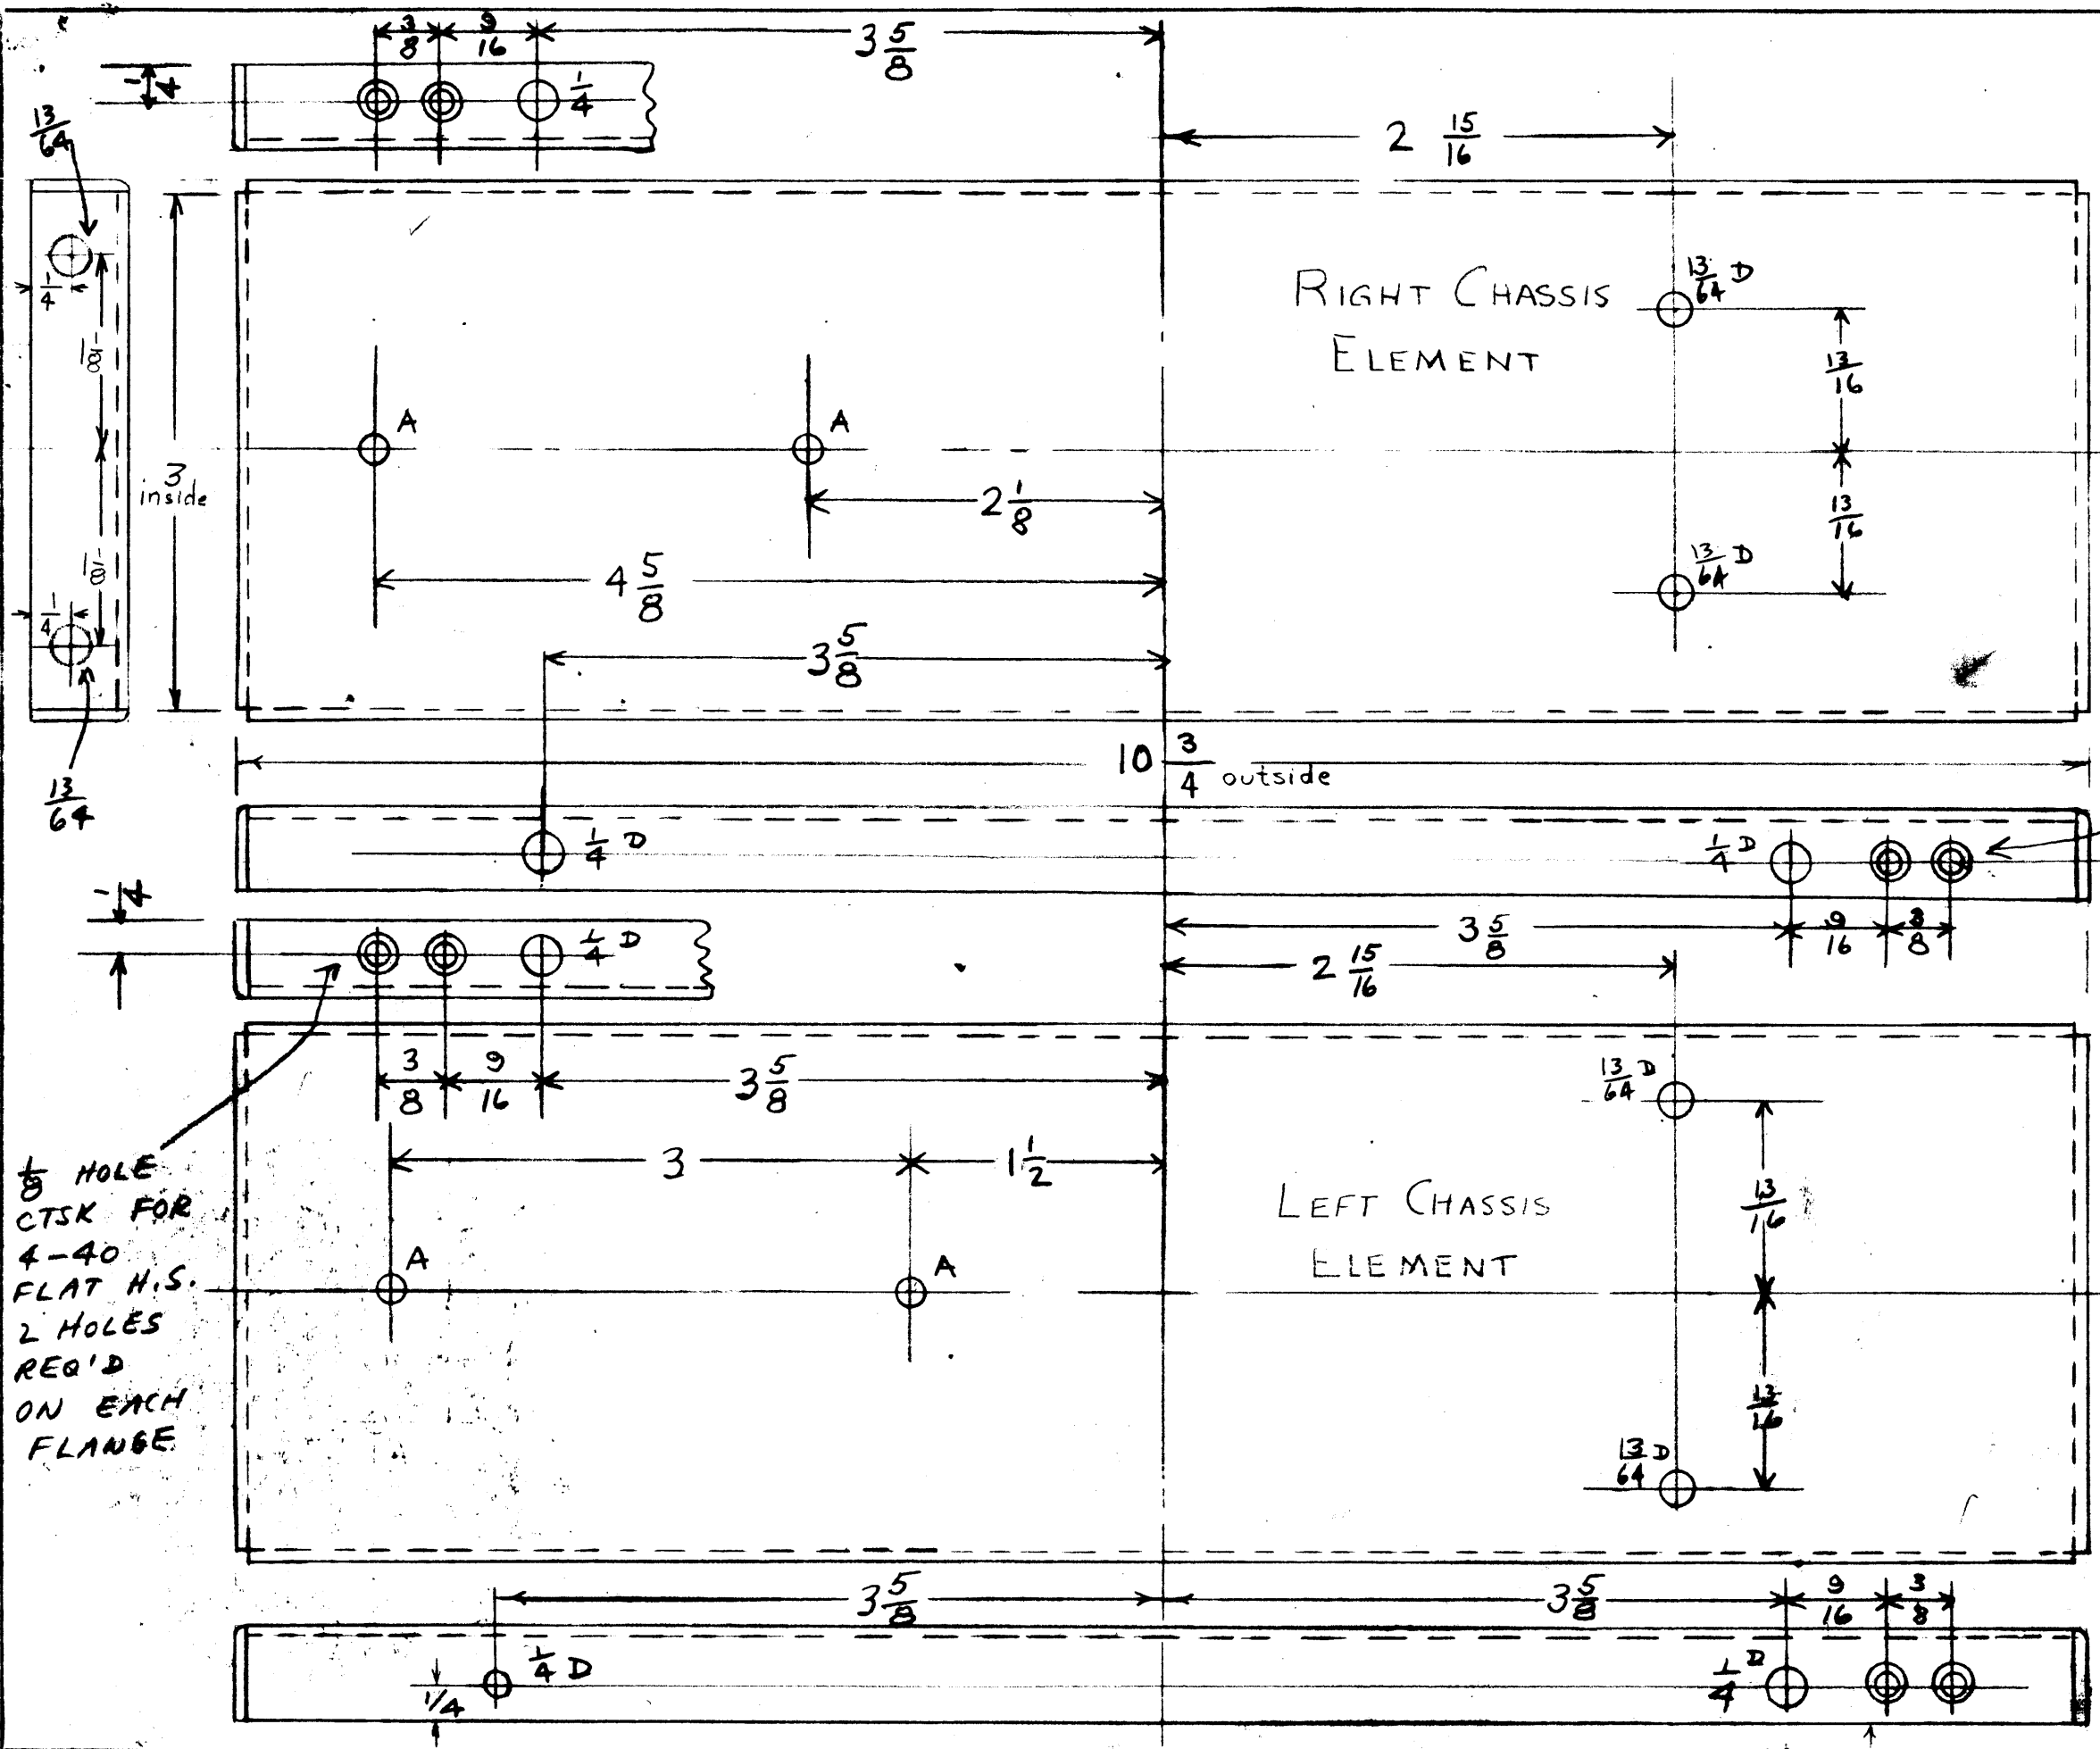 3/8 9/16 3 5/8
1/4
1/4
13/64
2 15/16
RIGHT CHASSIS
ELEMENT
13/64 D
1/4
1 1/8
13/16
A
A
3
inside
2 1/8
13/16
1 1/8
13/64 D
4 5/8
1/4
3 5/8
13/64
10 3/4 outside
1/4 D
1/4 D
1/4
1/4 D
3 5/8 9/16 3/8
2 15/16
3/8 9/16 3 5/8
13/64 D
3 1 1/2
1/8 HOLE
CTSK FOR
4-40
FLAT H.S.
2 HOLES
REQ'D
ON EACH
FLANGE
LEFT CHASSIS
ELEMENT
13/16
A
A
13/16
13/64 D
3 5/8 3 5/8 9/16 3/8
1/4 D
1/4
1/4 D